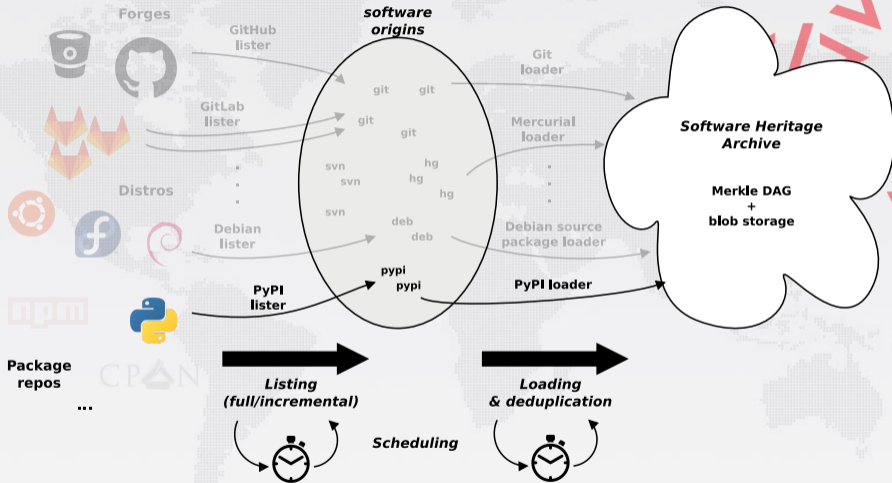 Forges
GitHub
lister
GitLab
lister
.
.
.
Distros
Debian
lister
PyPI
lister
npm
Package
repos
CPAN
...
software
origins
git
git
git
git
svn
svn
svn
hg
hg
hg
deb
deb
pypi
pypi
Git
loader
Mercurial
loader
.
.
.
Debian source
package loader
PyPI loader
Software Heritage
Archive
Merkle DAG
+
blob storage
Listing
(full/incremental)
Loading
& deduplication
Scheduling